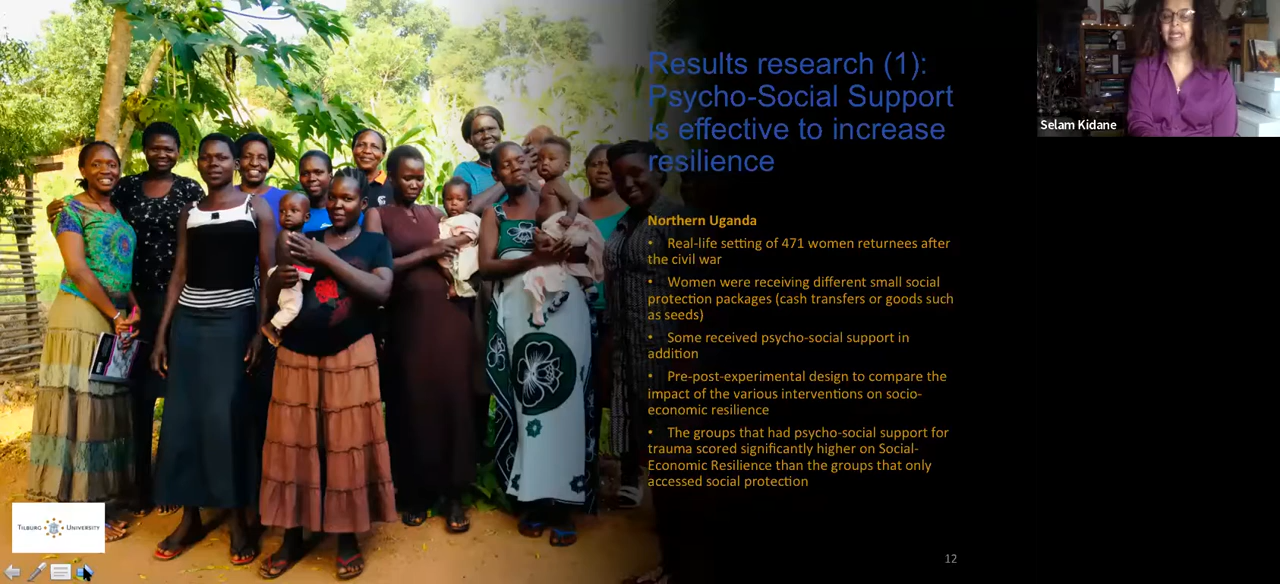 Results research (1):
Psycho-Social Support
is effective to increase
resilience
Selam Kidane
Northern Uganda
• Real-life setting of 471 women returnees after
the civil war
• Women were receiving different small social
protection packages (cash transfers or goods such
as seeds)
• Some received psycho-social support in
addition
• Pre-post-experimental design to compare the
impact of the various interventions on socio-
economic resilience
• The groups that had psycho-social support for
trauma scored significantly higher on Social-
Economic Resilience than the groups that only
accessed social protection
TILBURG UNIVERSITY
12